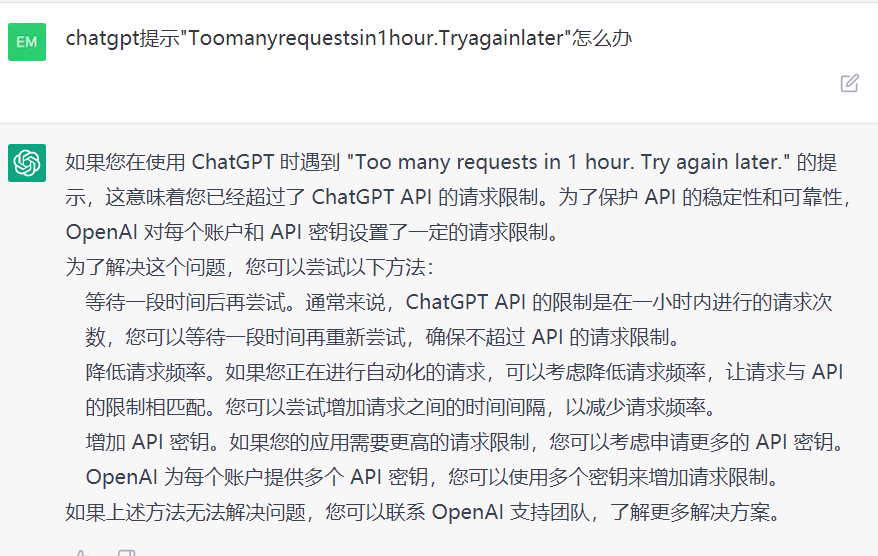 EM
chatgpt提示"Toomanyrequestsin1hour.Tryagainlater"怎么办
如果您在使用 ChatGPT 时遇到 "Too many requests in 1 hour. Try again later." 的提
示，这意味着您已经超过了 ChatGPT API 的请求限制。为了保护 API 的稳定性和可靠性，
OpenAI 对每个账户和 API 密钥设置了一定的请求限制。
为了解决这个问题，您可以尝试以下方法：
等待一段时间后再尝试。通常来说，ChatGPT API 的限制是在一小时内进行的请求次
数，您可以等待一段时间再重新尝试，确保不超过 API 的请求限制。
降低请求频率。如果您正在进行自动化的请求，可以考虑降低请求频率，让请求与 API
的限制相匹配。您可以尝试增加请求之间的时间间隔，以减少请求频率。
增加 API 密钥。如果您的应用需要更高的请求限制，您可以考虑申请更多的 API 密钥。
OpenAI 为每个账户提供多个 API 密钥，您可以使用多个密钥来增加请求限制。
如果上述方法无法解决问题，您可以联系 OpenAI 支持团队，了解更多解决方案。